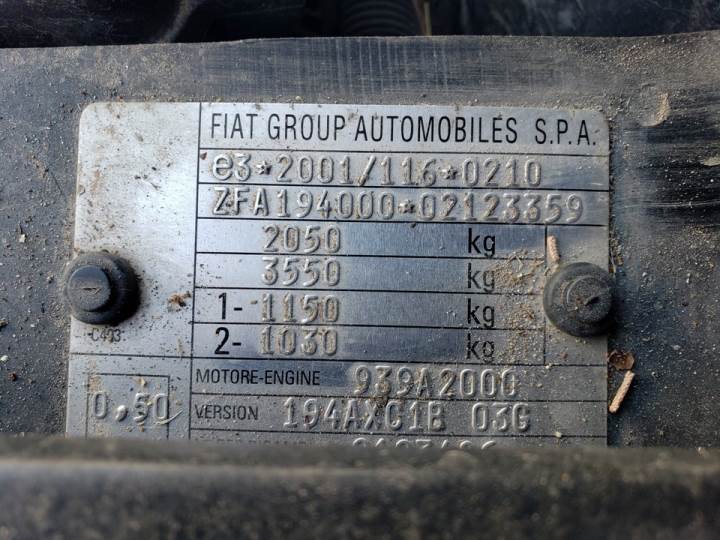 FIAT GROUP AUTOMOBILES S.P.A.
e3*2001/116*0210
ZFA194000*02123359
2050 kg
3550 kg
1- 1150 kg
2- 1030 kg
MOTORE-ENGINE 939A2000
0,50
VERSION 194AXC1B 03G